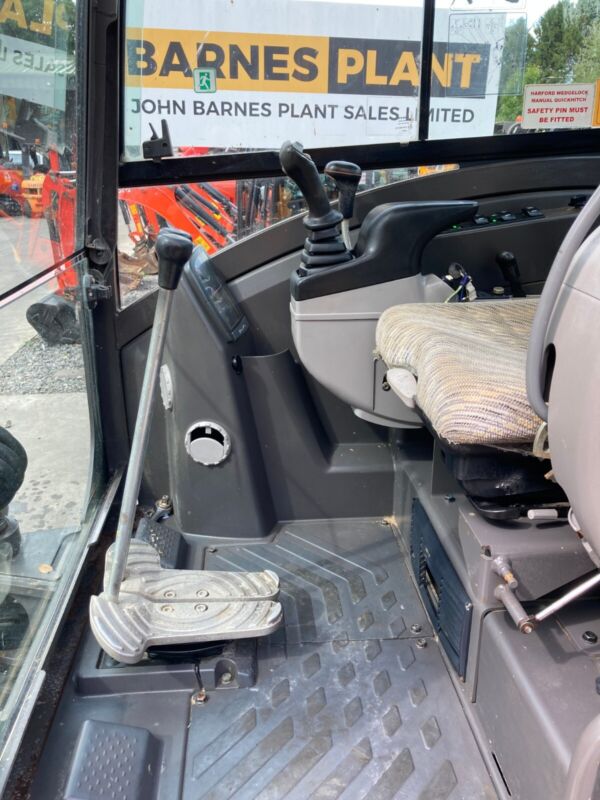 BARNES PLANT
JOHN BARNES PLANT SALES LIMITED
HARFORD WEDGELOCK
MANUAL QUICKHITCH
SAFETY PIN MUST
BE FITTED